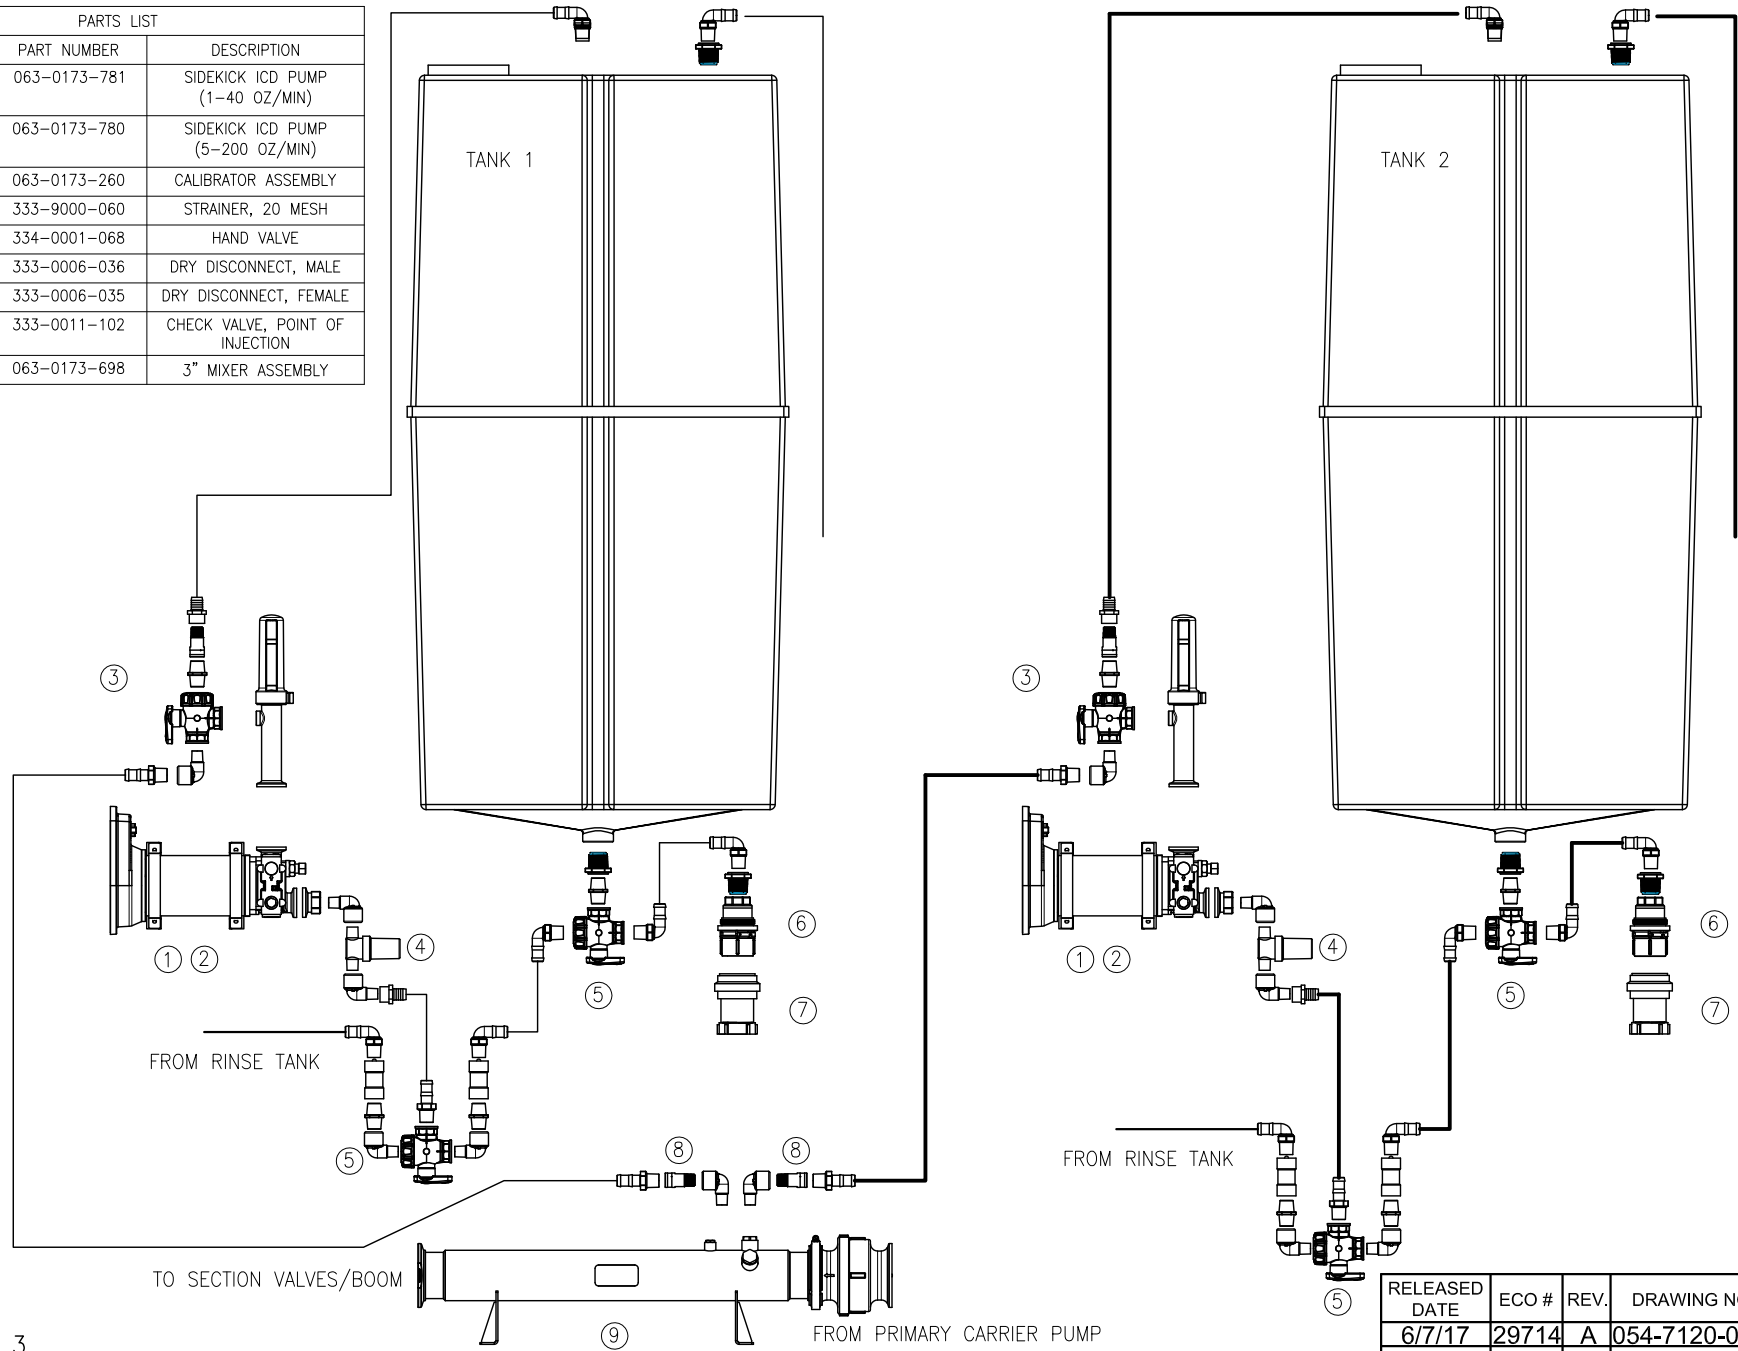 PARTS LIST
PART NUMBER DESCRIPTION
063-0173-781 SIDEKICK ICD PUMP
(1-40 OZ/MIN)
063-0173-780 SIDEKICK ICD PUMP
(5-200 OZ/MIN)
063-0173-260 CALIBRATOR ASSEMBLY
333-9000-060 STRAINER, 20 MESH
334-0001-068 HAND VALVE
333-0006-036 DRY DISCONNECT, MALE
333-0006-035 DRY DISCONNECT, FEMALE
333-0011-102 CHECK VALVE, POINT OF
INJECTION
063-0173-698 3" MIXER ASSEMBLY
TANK 1
TANK 2
3
3
1 2
4
5
6
7
1 2
4
5
6
7
FROM RINSE TANK
5
8
8
FROM RINSE TANK
5
TO SECTION VALVES/BOOM
9
FROM PRIMARY CARRIER PUMP
3
RELEASED
DATE
ECO # REV. DRAWING
6/7/17 29714 A 054-7120-0